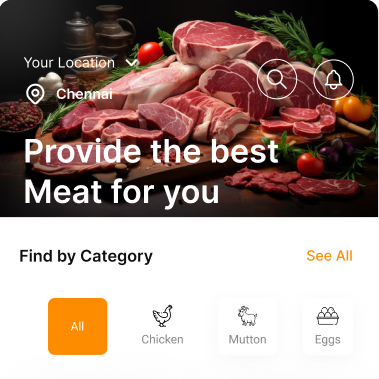 Your Location
Chennai
Provide the best
Meat for you
Find by Category
See All
All
Chicken
Mutton
Eggs